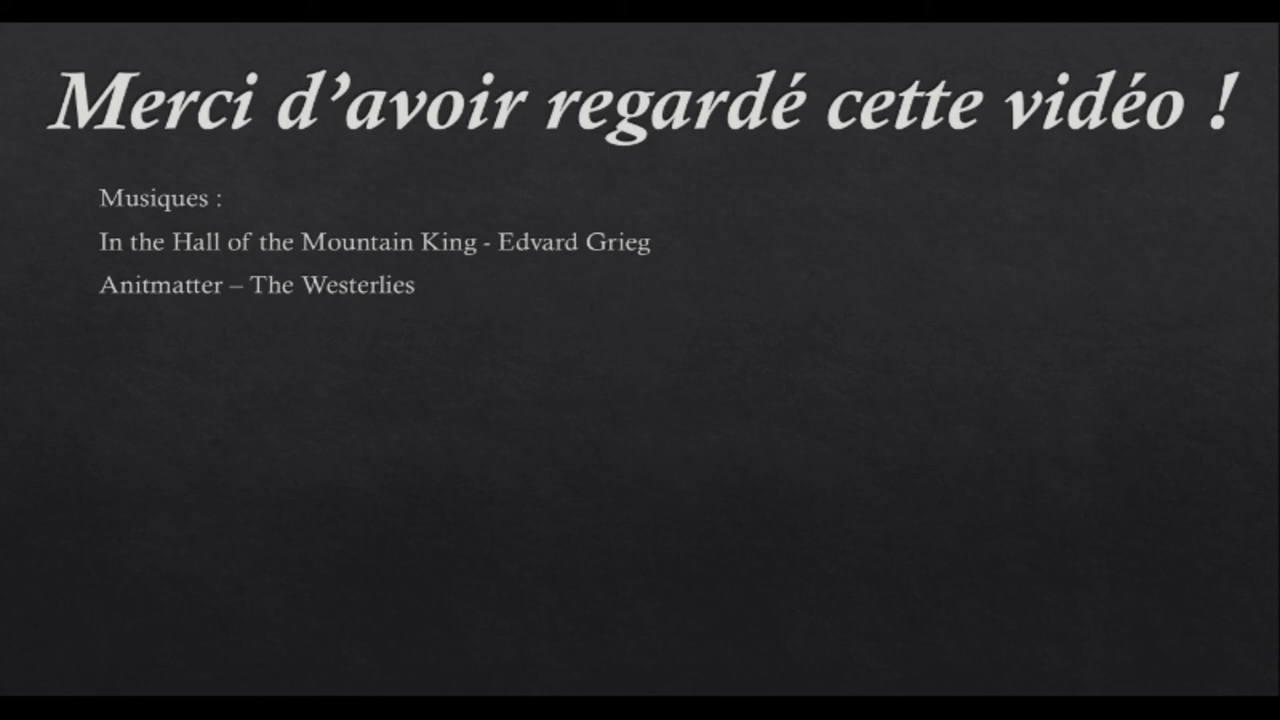 Merci d’avoir regardé cette vidéo !
Musiques :
In the Hall of the Mountain King - Edvard Grieg
Anitmatter – The Westerlies